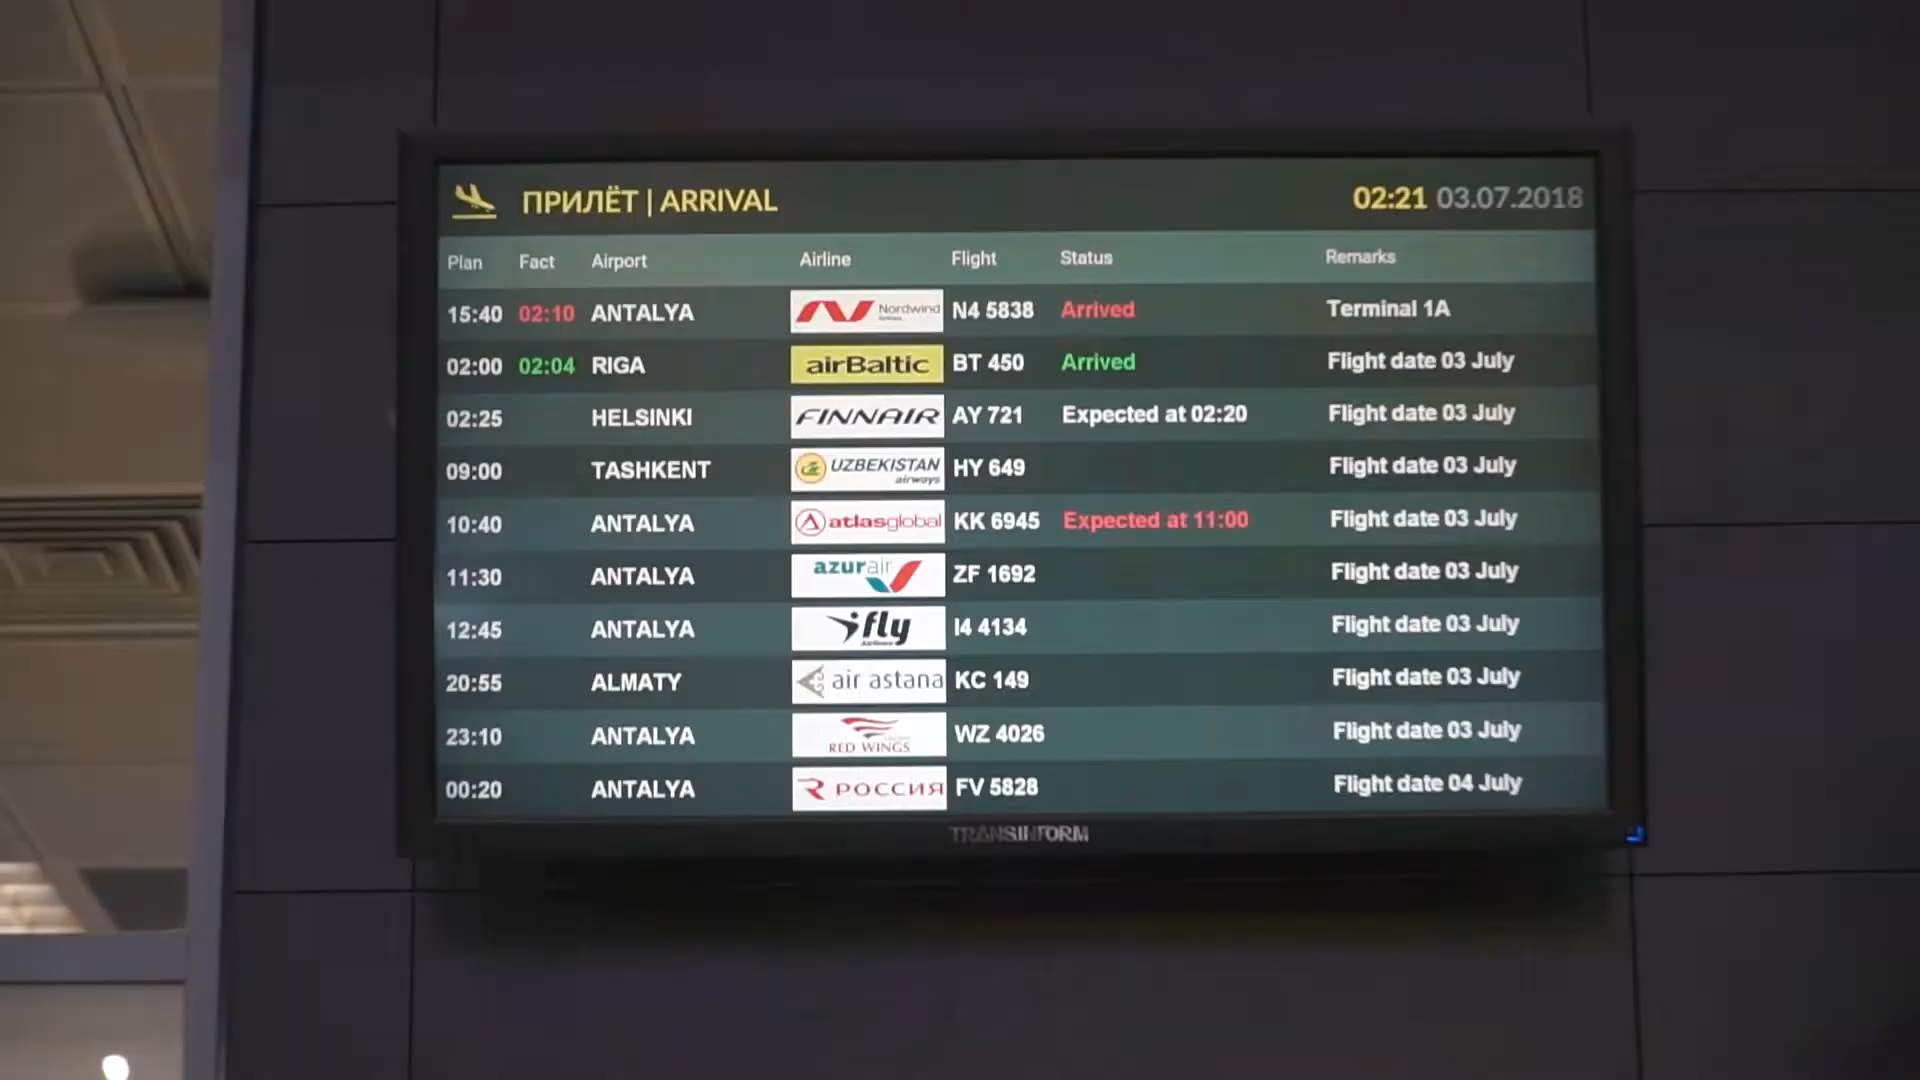 ПРИЛЁТ | ARRIVAL 02:21 03.07.2018
Plan Fact Airport Airline Flight Status Remarks
15:40 02:10 ANTALYA Nordwind Airlines N4 5838 Arrived Terminal 1A
02:00 02:04 RIGA airBaltic BT 450 Arrived Flight date 03 July
02:25 HELSINKI FINNAIR AY 721 Expected at 02:20 Flight date 03 July
09:00 TASHKENT UZBEKISTAN airways HY 649 Flight date 03 July
10:40 ANTALYA atlasglobal KK 6945 Expected at 11:00 Flight date 03 July
11:30 ANTALYA azurair ZF 1692 Flight date 03 July
12:45 ANTALYA ifly Airlines I4 4134 Flight date 03 July
20:55 ALMATY air astana KC 149 Flight date 03 July
23:10 ANTALYA RED WINGS WZ 4026 Flight date 03 July
00:20 ANTALYA РОССИЯ FV 5828 Flight date 04 July
TRANSINFORM